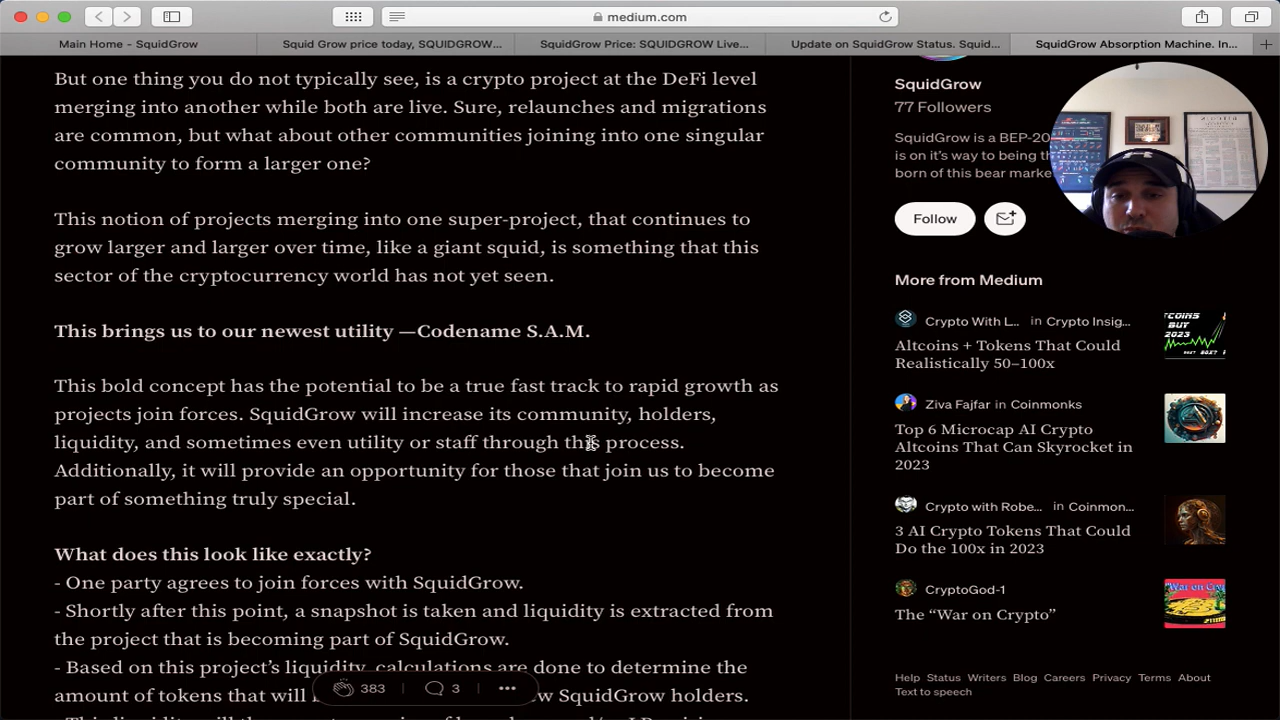 medium.com
Main Home - SquidGrow
Squid Grow price today, SQUIDGROW...
SquidGrow Price: SQUIDGROW Live...
Update on SquidGrow Status. Squid...
SquidGrow Absorption Machine. In...
But one thing you do not typically see, is a crypto project at the DeFi level
merging into another while both are live. Sure, relaunches and migrations
are common, but what about other communities joining into one singular
community to form a larger one?
This notion of projects merging into one super-project, that continues to
grow larger and larger over time, like a giant squid, is something that this
sector of the cryptocurrency world has not yet seen.
This brings us to our newest utility —Codename S.A.M.
This bold concept has the potential to be a true fast track to rapid growth as
projects join forces. SquidGrow will increase its community, holders,
liquidity, and sometimes even utility or staff through this process.
Additionally, it will provide an opportunity for those that join us to become
part of something truly special.
What does this look like exactly?
- One party agrees to join forces with SquidGrow.
- Shortly after this point, a snapshot is taken and liquidity is extracted from
the project that is becoming part of SquidGrow.
- Based on this project's liquidity, calculations are done to determine the
amount of tokens that will SquidGrow holders.
383
3
SquidGrow
77 Followers
SquidGrow is a BEP-20
is on it's way to being th
born of this bear marke
Follow
More from Medium
Crypto With L... in Crypto Insig...
Altcoins + Tokens That Could
Realistically 50–100x
Ziva Fajfar in Coinmonks
Top 6 Microcap AI Crypto
Altcoins That Can Skyrocket in
2023
Crypto with Robe... in Coinmon...
3 AI Crypto Tokens That Could
Do the 100x in 2023
CryptoGod-1
The “War on Crypto”
Help Status Writers Blog Careers Privacy Terms About
Text to speech